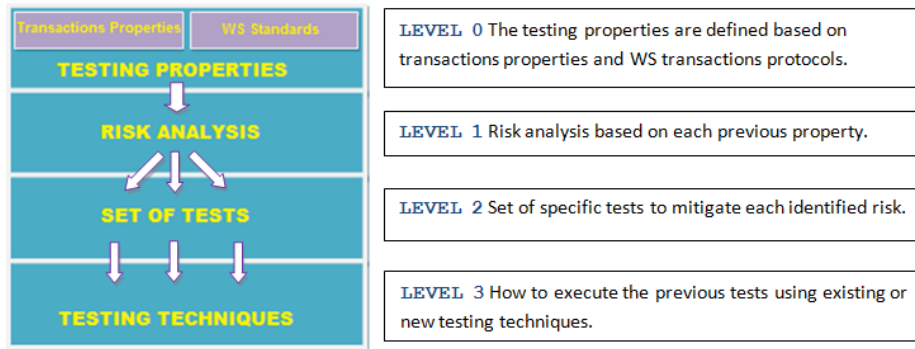 Transactions Properties
WS Standards
TESTING PROPERTIES
RISK ANALYSIS
SET OF TESTS
TESTING TECHNIQUES
LEVEL 0 The testing properties are defined based on
transactions properties and WS transactions protocols.
LEVEL 1 Risk analysis based on each previous property.
LEVEL 2 Set of specific tests to mitigate each identified risk.
LEVEL 3 How to execute the previous tests using existing or
new testing techniques.